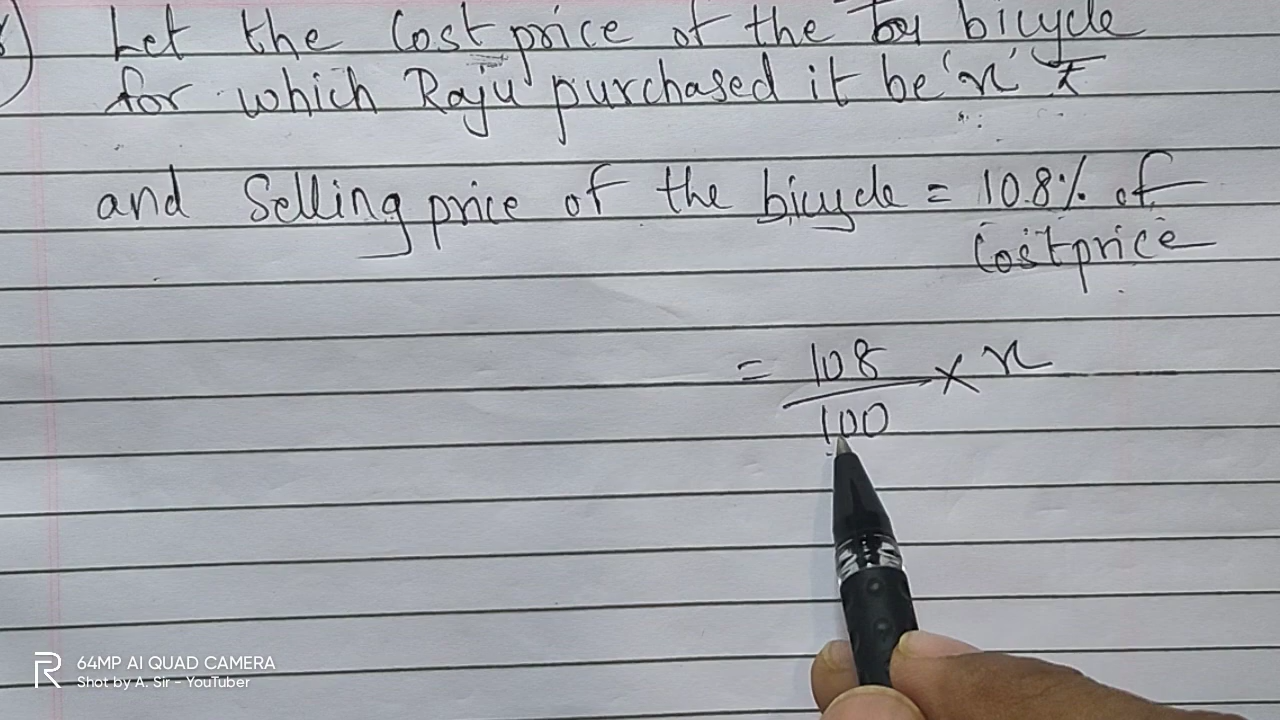 Let the Cost price of the bicycle
for which Raju purchased it be 'x' ₹
and Selling price of the bicycle = 108% of
Cost price
= 108/100 × x
64MP AI QUAD CAMERA
Shot by A. Sir - YouTuber